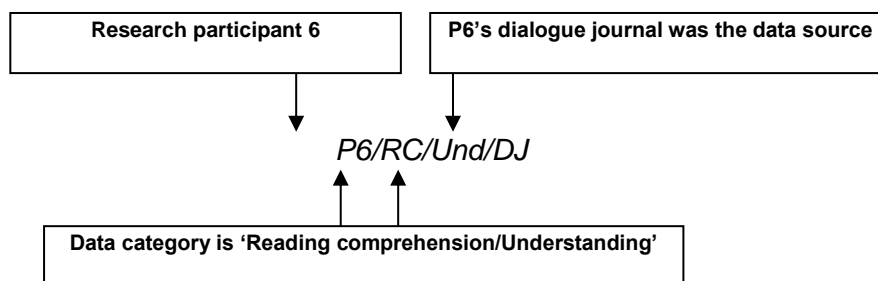 Research participant 6
P6’s dialogue journal was the data source
P6/RC/Und/DJ
Data category is ‘Reading comprehension/Understanding’